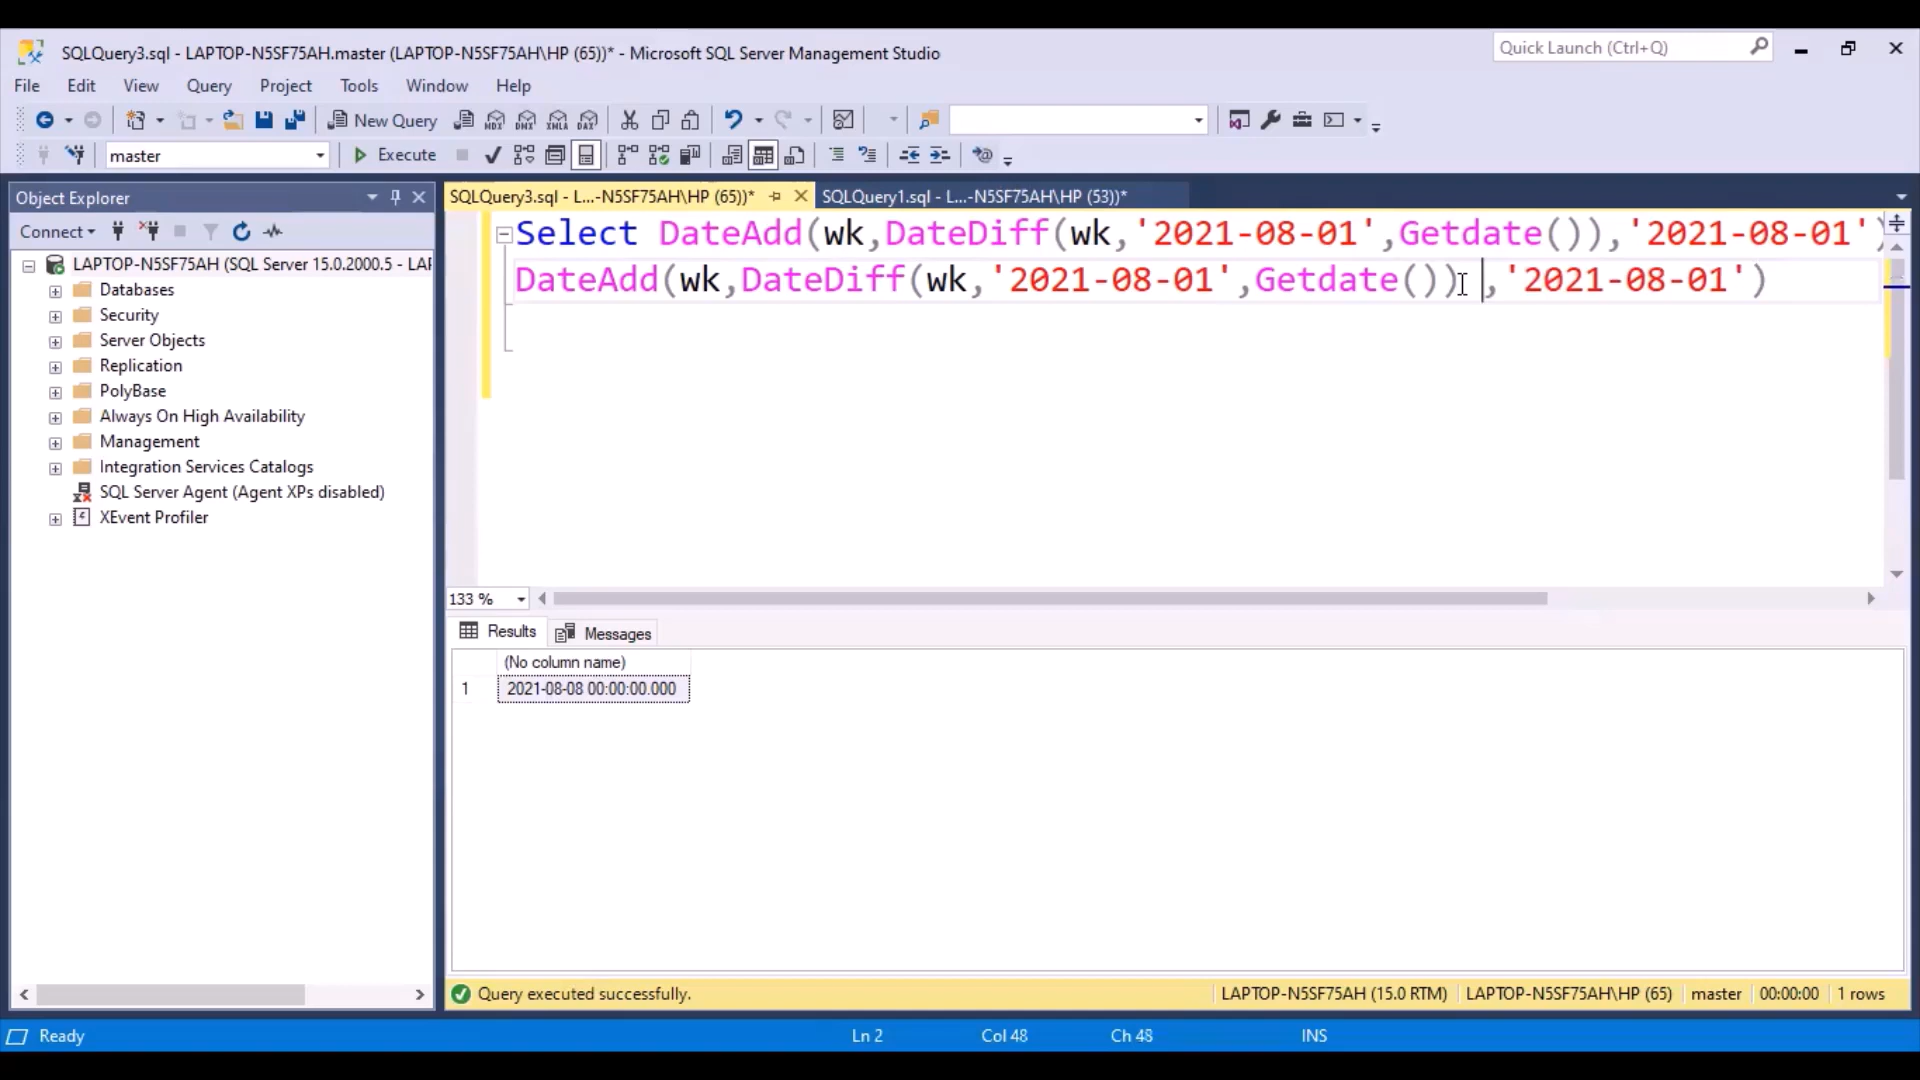 SQLQuery3.sql - LAPTOP-N5SF75AH.master (LAPTOP-N5SF75AH\HP (65))* - Microsoft SQL Server Management Studio
Quick Launch (Ctrl+Q)
File Edit View Query Project Tools Window Help
New Query
master
Execute
Object Explorer
SQLQuery3.sql - L...-N5SF75AH\HP (65))*
SQLQuery1.sql - L...-N5SF75AH\HP (53))*
Connect
LAPTOP-N5SF75AH (SQL Server 15.0.2000.5 - LAP
Databases
Security
Server Objects
Replication
PolyBase
Always On High Availability
Management
Integration Services Catalogs
SQL Server Agent (Agent XPs disabled)
XEvent Profiler
Select DateAdd(wk,DateDiff(wk,'2021-08-01',Getdate()),'2021-08-01')
DateAdd(wk,DateDiff(wk,'2021-08-01',Getdate()) ,'2021-08-01')
133 %
Results Messages
(No column name)
1 2021-08-08 00:00:00.000
Query executed successfully.
LAPTOP-N5SF75AH (15.0 RTM) LAPTOP-N5SF75AH\HP (65) master 00:00:00 1 rows
Ready
Ln 2 Col 48 Ch 48 INS